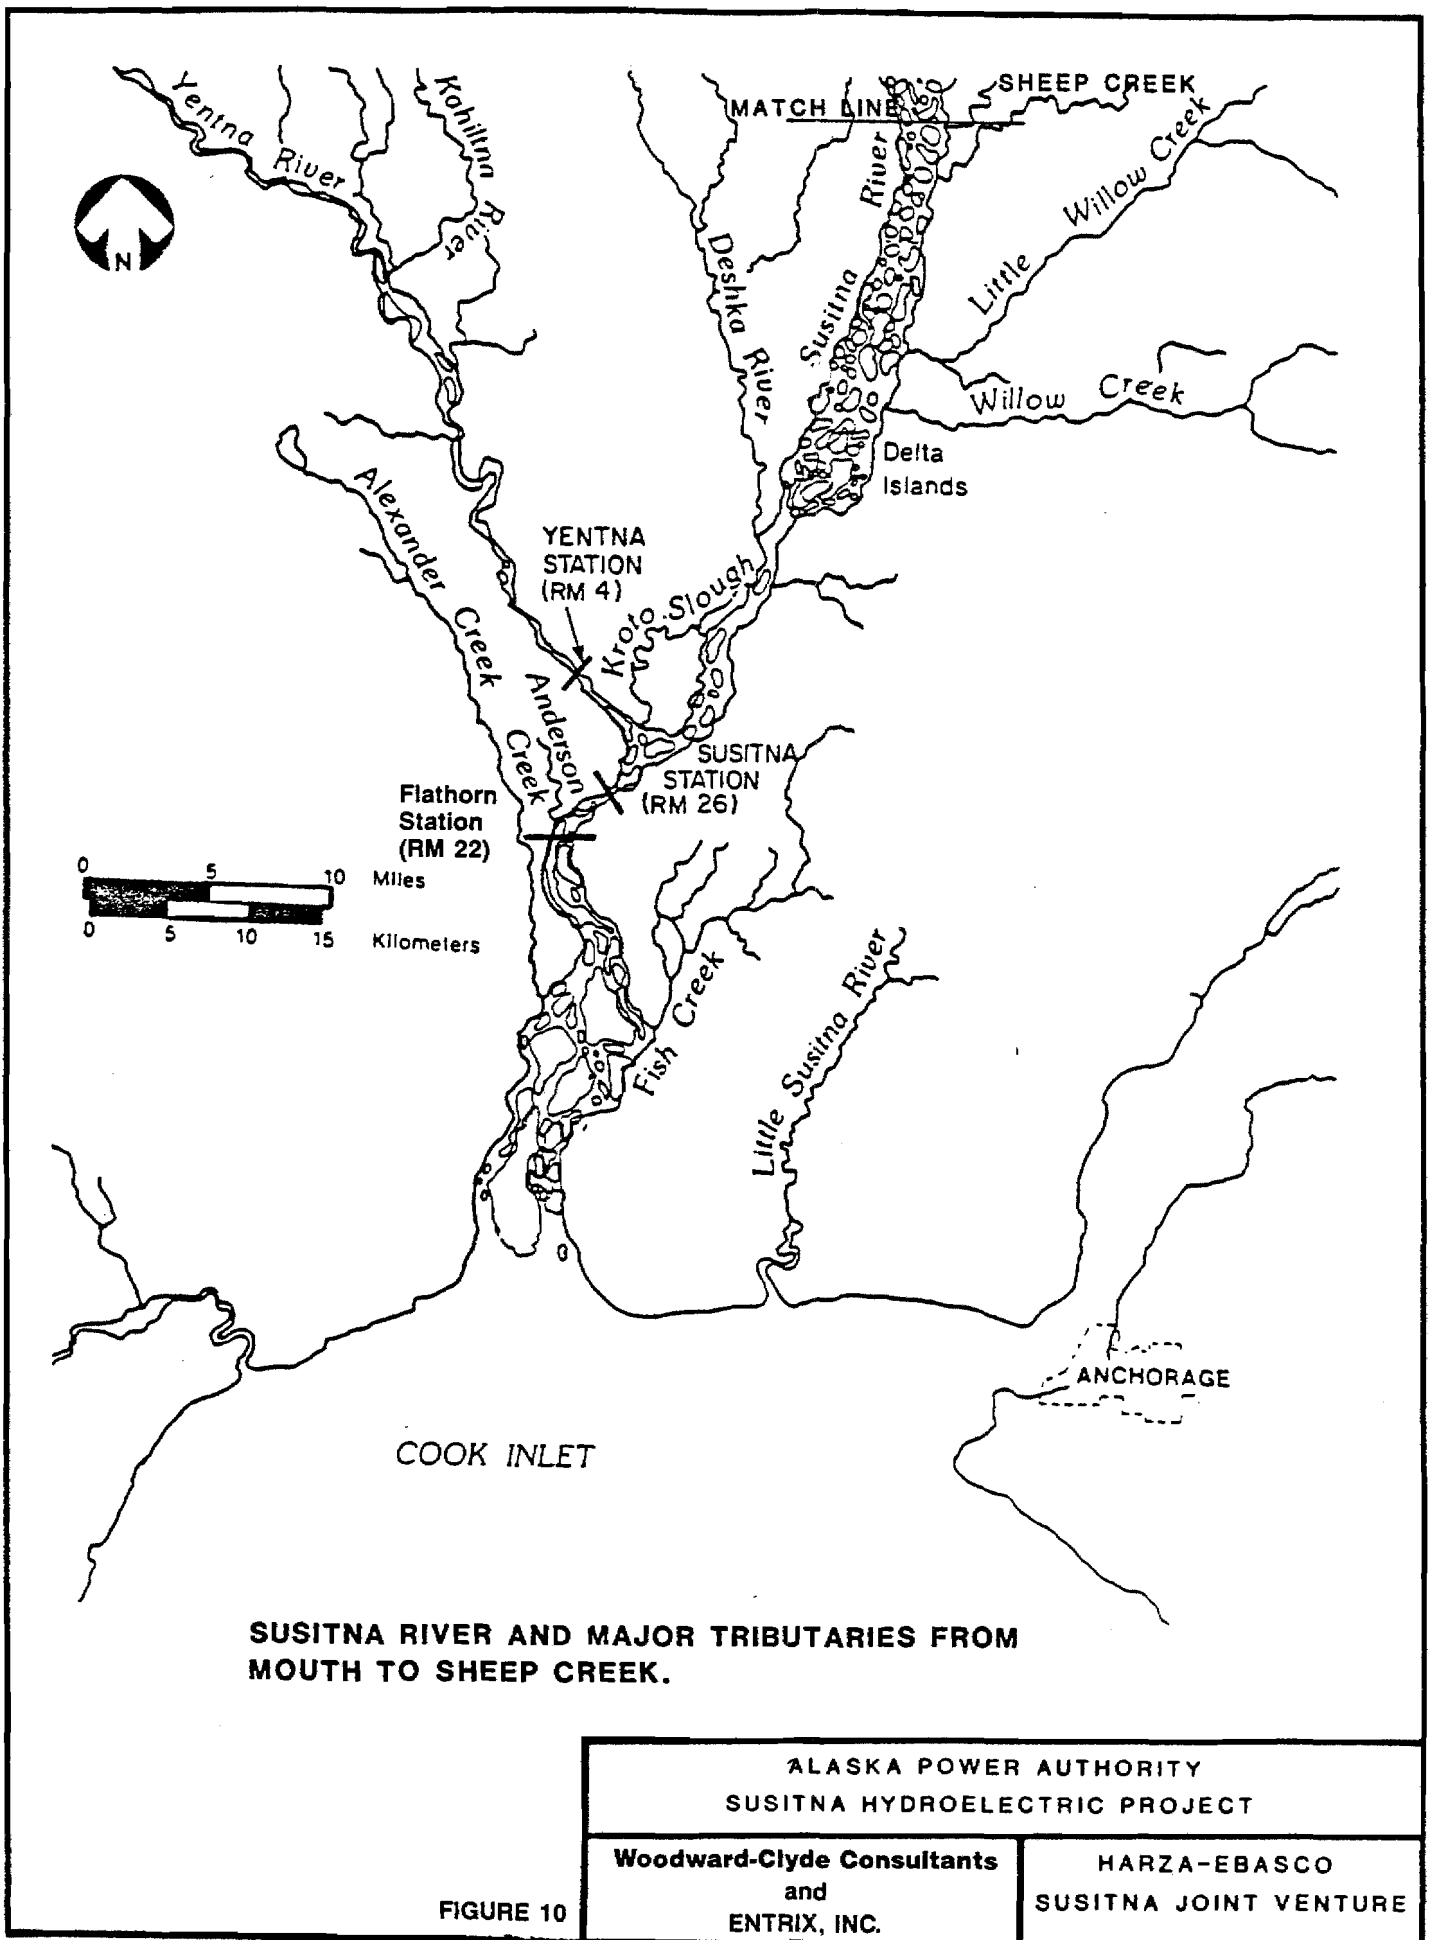 SHEEP CREEK
MATCH LINE
Yentna River
Kahiltna River
Deshka River
Susitna River
Little Willow Creek
Willow Creek
N
Delta
Islands
Alexander Creek
YENTNA
STATION
(RM 4)
Kroto Slough
Anderson Creek
SUSITNA
STATION
(RM 26)
Flathorn
Station
(RM 22)
0 5 10 Miles
0 5 10 15 Kilometers
Fish Creek
Little Susitna River
ANCHORAGE
COOK INLET
SUSITNA RIVER AND MAJOR TRIBUTARIES FROM
MOUTH TO SHEEP CREEK.
ALASKA POWER AUTHORITY
SUSITNA HYDROELECTRIC PROJECT
FIGURE 10
Woodward-Clyde Consultants
and
ENTRIX, INC.
HARZA-EBASCO
SUSITNA JOINT VENTURE